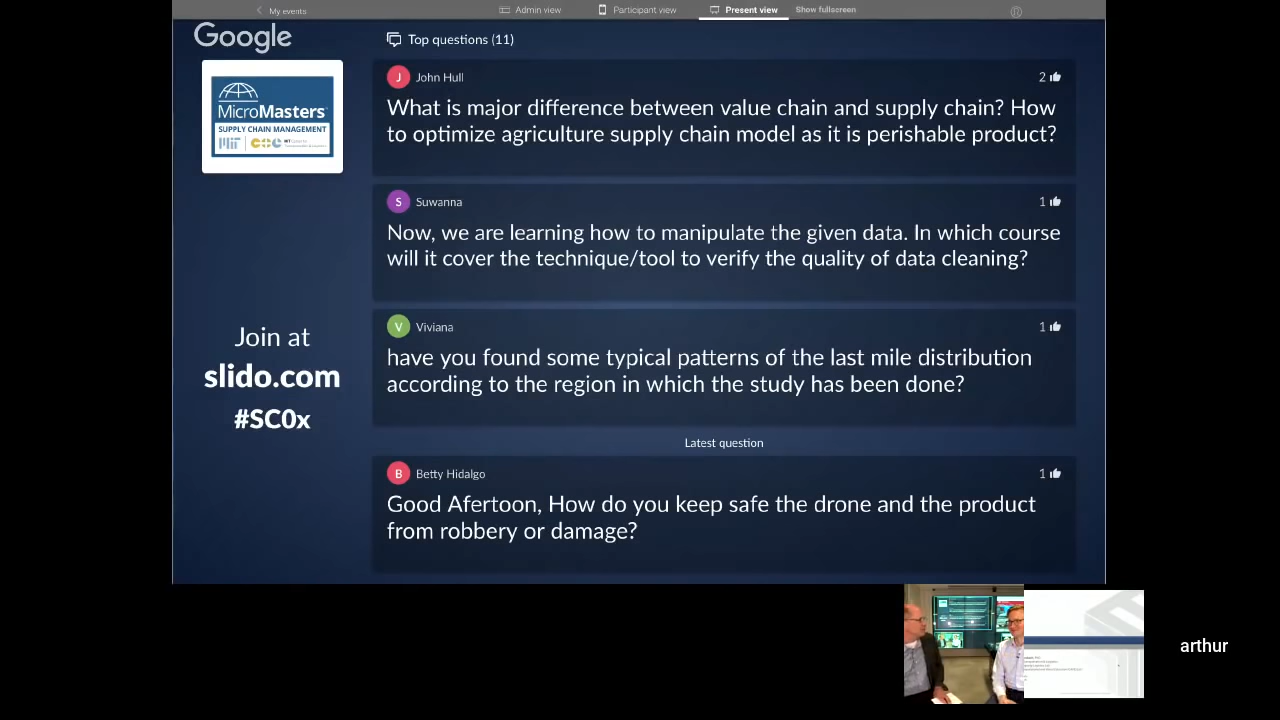 My events
Admin view
Participant view
Present view
Show fullscreen
Google
MicroMasters
SUPPLY CHAIN MANAGEMENT
MIT
Join at
slido.com
#SC0x
Top questions (11)
J John Hull 2
What is major difference between value chain and supply chain? How
to optimize agriculture supply chain model as it is perishable product?
S Suwanna 1
Now, we are learning how to manipulate the given data. In which course
will it cover the technique/tool to verify the quality of data cleaning?
V Viviana 1
have you found some typical patterns of the last mile distribution
according to the region in which the study has been done?
Latest question
B Betty Hidalgo 1
Good Afertoon, How do you keep safe the drone and the product
from robbery or damage?
arthur